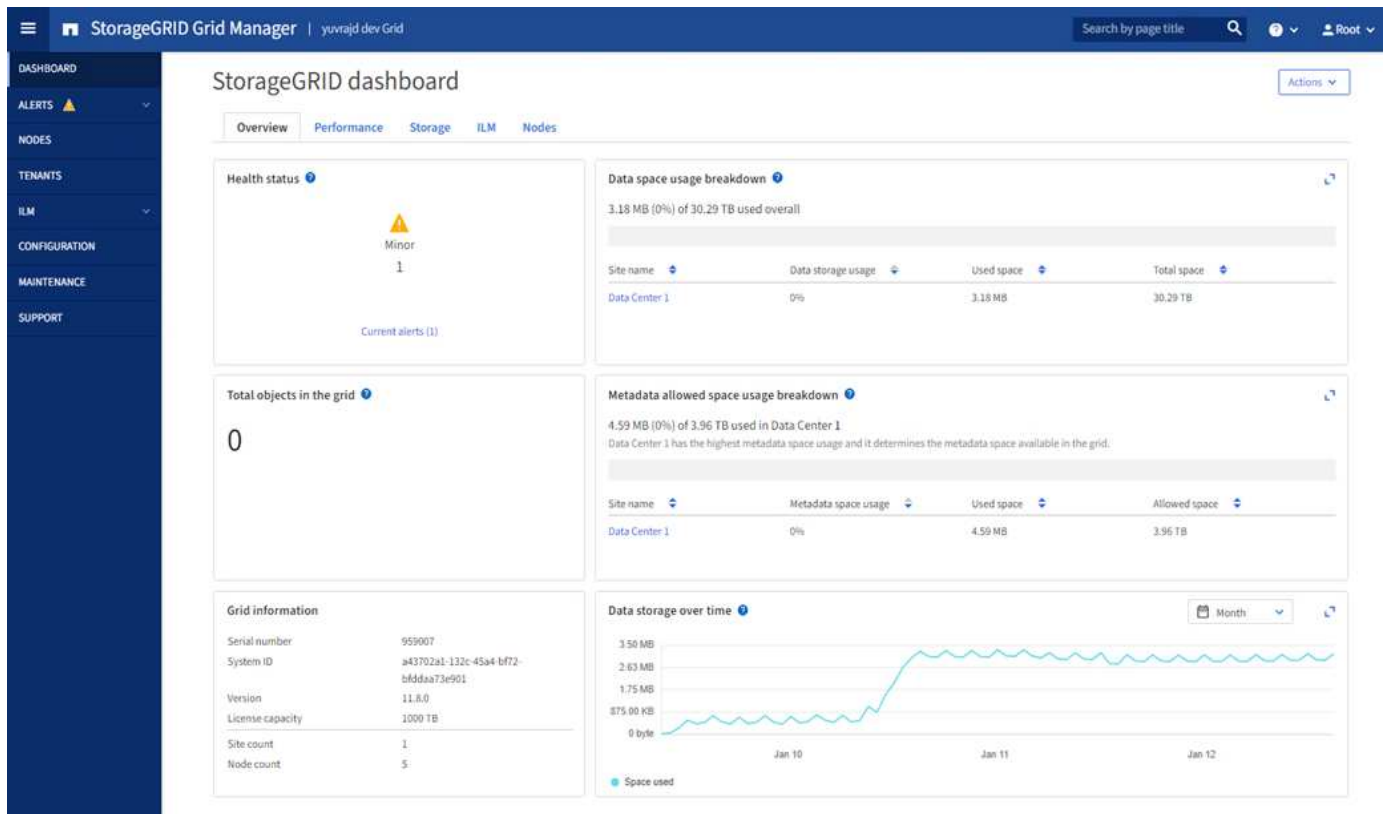 StorageGRID Grid Manager | yuvrajd dev Grid
Search by page title
Root
DASHBOARD
ALERTS
NODES
TENANTS
ILM
CONFIGURATION
MAINTENANCE
SUPPORT
StorageGRID dashboard
Actions
Overview Performance Storage ILM Nodes
Health status
Minor
1
Current alerts (1)
Data space usage breakdown
3.18 MB (0%) of 30.29 TB used overall
Site name Data storage usage Used space Total space
Data Center 1 0% 3.18 MB 30.29 TB
Total objects in the grid
0
Metadata allowed space usage breakdown
4.59 MB (0%) of 3.96 TB used in Data Center 1
Data Center 1 has the highest metadata space usage and it determines the metadata space available in the grid.
Site name Metadata space usage Used space Allowed space
Data Center 1 0% 4.59 MB 3.96 TB
Grid information
Serial number 959007
System ID a43702a1-132c-45a4-bf72-
bfddaa73e901
Version 11.8.0
License capacity 1000 TB
Site count 1
Node count 5
Data storage over time
Month
3.50 MB
2.63 MB
1.75 MB
875.00 KB
0 byte
Jan 10 Jan 11 Jan 12
Space used